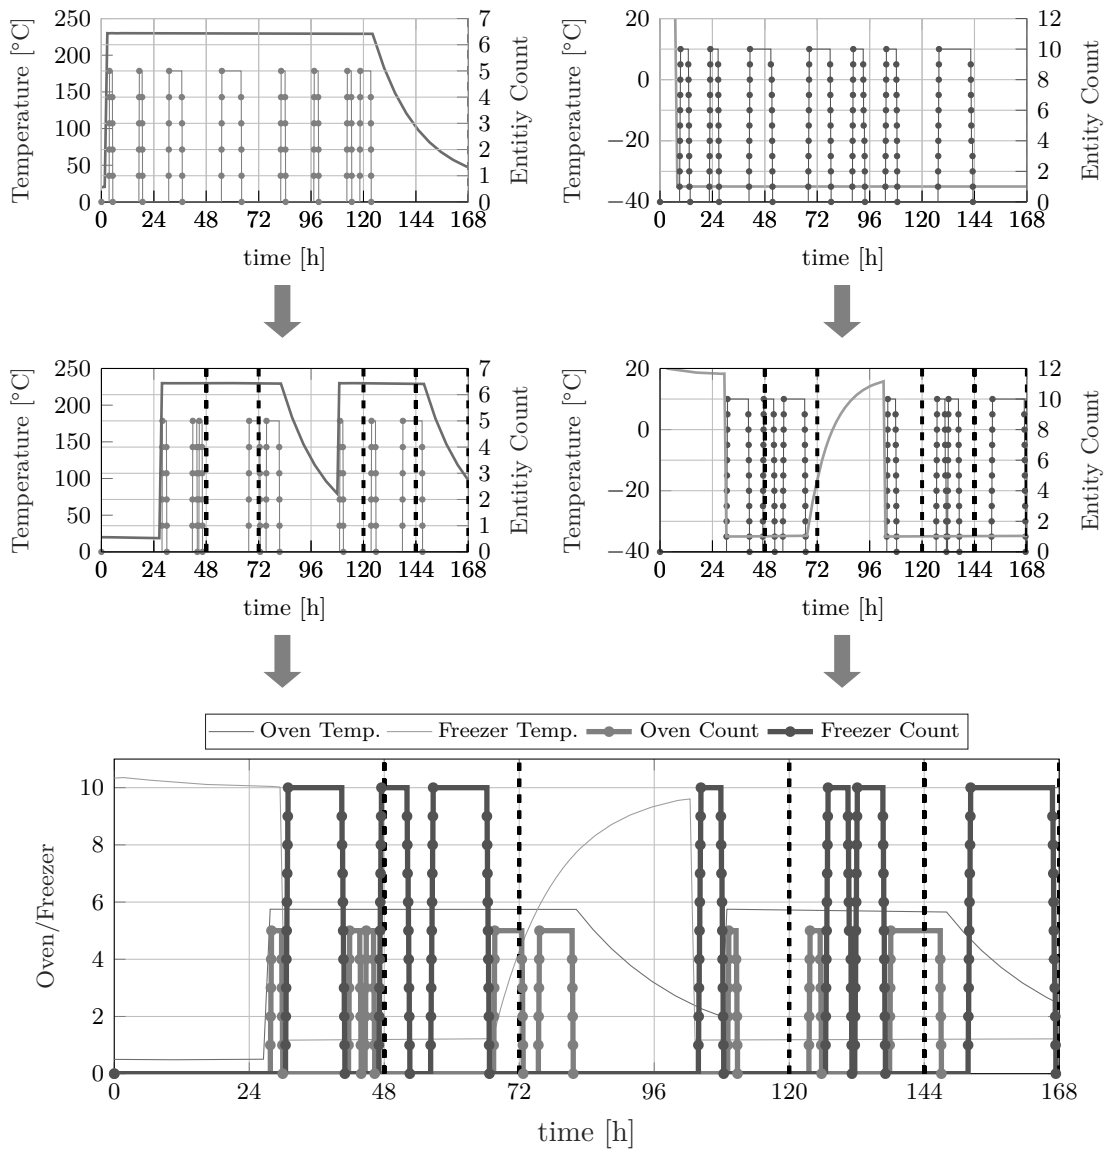 250 7 20 12
200 6 10
150 5 0 8
100 4 −20 6
50 3 4
2 2
1
0 0 −40 0
0 24 48 72 96 120 144 168 0 24 48 72 96 120 144 168
Temperature [°C] Entitiy Count Temperature [°C] Entity Count
time [h] time [h]
250 7 20 12
200 6 10
150 5 0 8
100 4 −20 6
50 3 4
2 2
1
0 0 −40 0
0 24 48 72 96 120 144 168 0 24 48 72 96 120 144 168
Temperature [°C] Entitiy Count Temperature [°C] Entity Count
time [h] time [h]
Oven Temp. Freezer Temp. Oven Count Freezer Count
10
8
6
4
2
0
Oven/Freezer
0 24 48 72 96 120 144 168
time [h]